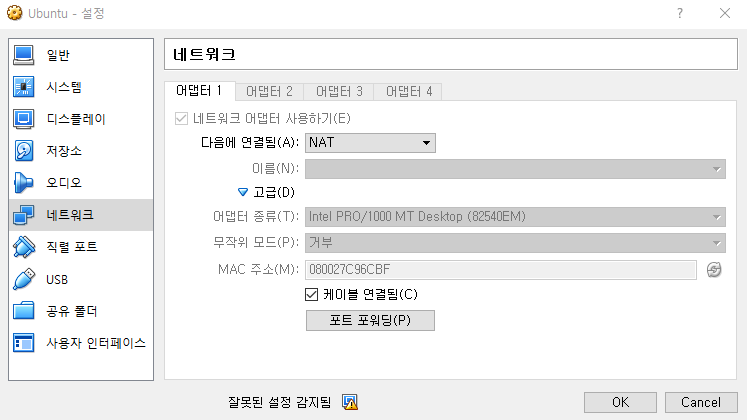 Ubuntu - 설정
? ×
일반
시스템
디스플레이
저장소
오디오
네트워크
직렬 포트
USB
공유 폴더
사용자 인터페이스
네트워크
어댑터 1 어댑터 2 어댑터 3 어댑터 4
네트워크 어댑터 사용하기(E)
다음에 연결됨(A): NAT
이름(N):
고급(D)
어댑터 종류(T): Intel PRO/1000 MT Desktop (82540EM)
무작위 모드(P): 거부
MAC 주소(M): 080027C96CBF
케이블 연결됨(C)
포트 포워딩(P)
잘못된 설정 감지됨
OK Cancel